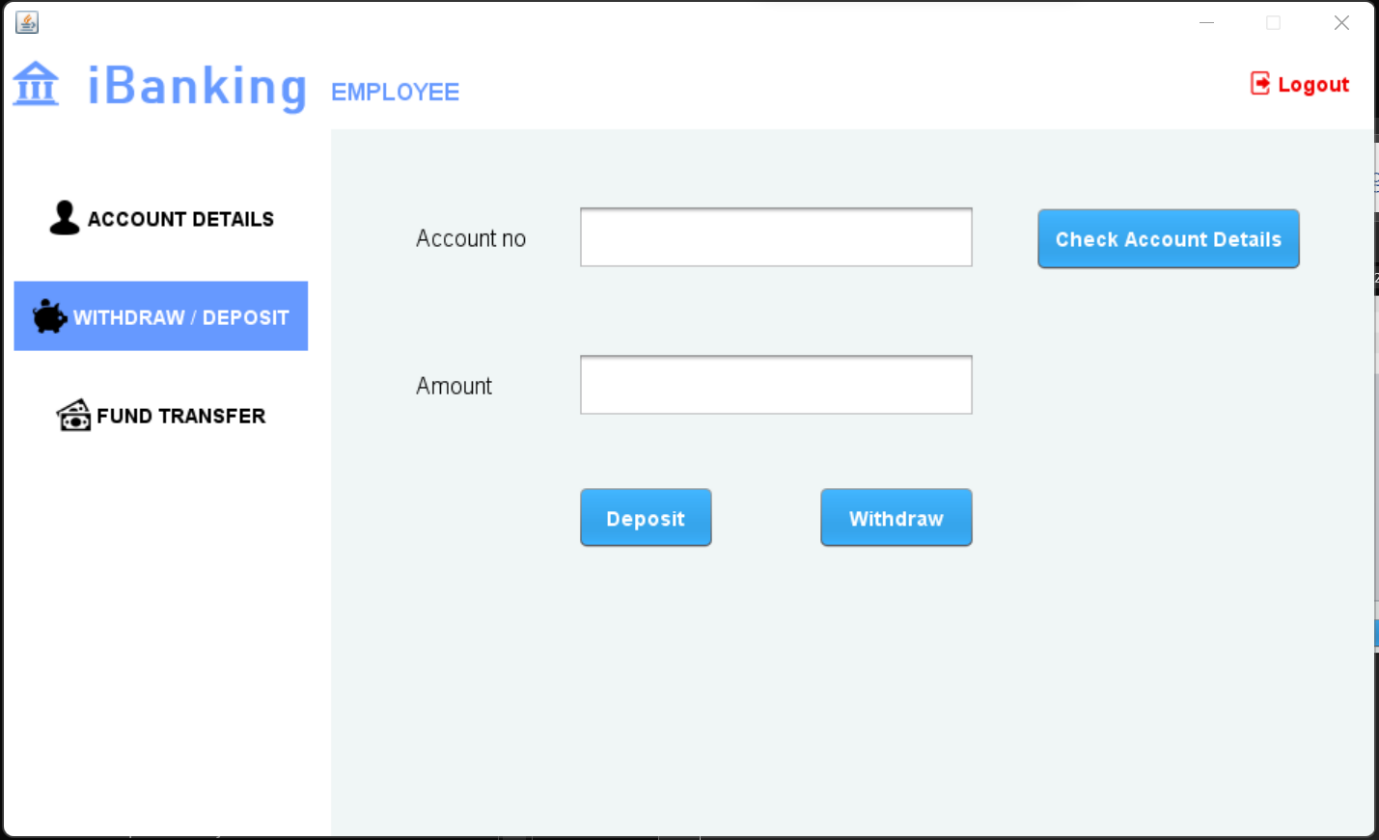 iBanking EMPLOYEE
Logout
ACCOUNT DETAILS
WITHDRAW / DEPOSIT
FUND TRANSFER
Account no
Check Account Details
Amount
Deposit
Withdraw